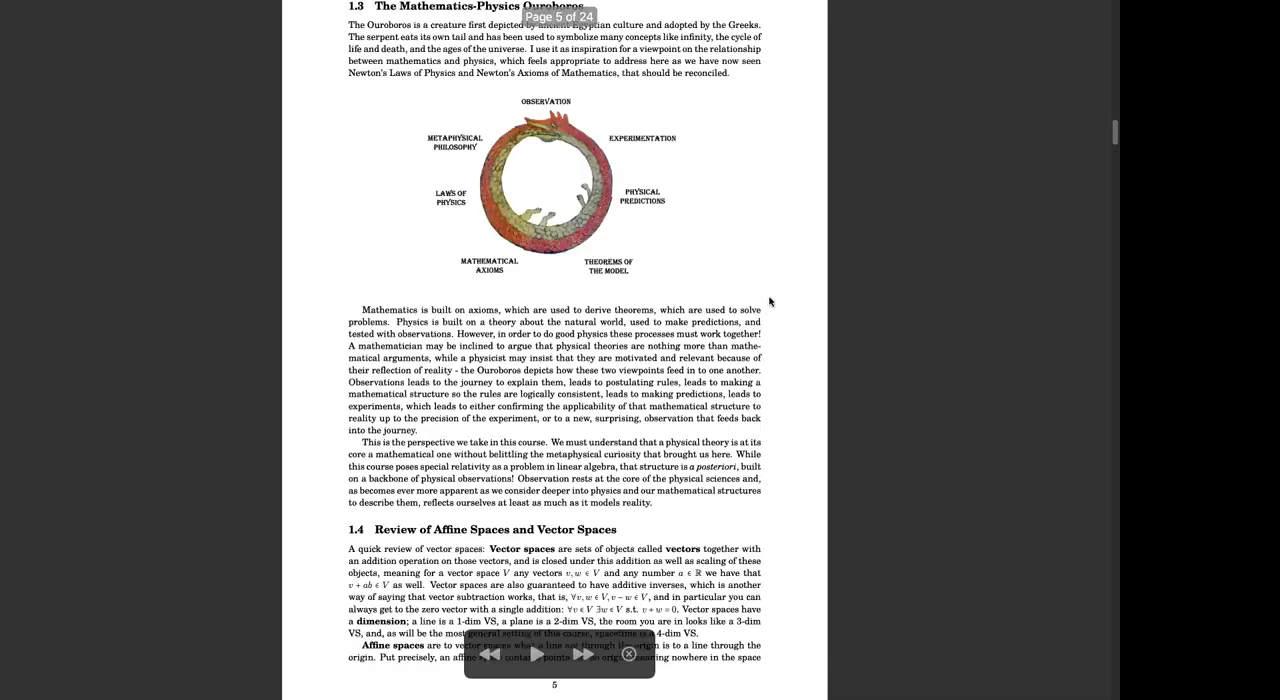 1.3 The Mathematics-Physics Ouroboros
Page 5 of 24
The Ouroboros is a creature first depicted by ancient Egyptian culture and adopted by the Greeks.
The serpent eats its own tail and has been used to symbolize many concepts like infinity, the cycle of
life and death, and the ages of the universe. I use it as inspiration for a viewpoint on the relationship
between mathematics and physics, which feels appropriate to address here as we have now seen
Newton's Laws of Physics and Newton's Axioms of Mathematics, that should be reconciled.
OBSERVATION
METAPHYSICAL
PHILOSOPHY
EXPERIMENTATION
LAWS OF
PHYSICS
PHYSICAL
PREDICTIONS
MATHEMATICAL
AXIOMS
THEOREMS OF
THE MODEL
Mathematics is built on axioms, which are used to derive theorems, which are used to solve
problems. Physics is built on a theory about the natural world, used to make predictions, and
tested with observations. However, in order to do good physics these processes must work together!
A mathematician may be inclined to argue that physical theories are nothing more than mathe-
matical arguments, while a physicist may insist that they are motivated and relevant because of
their reflection of reality - the Ouroboros depicts how these two viewpoints feed in to one another.
Observations leads to the journey to explain them, leads to postulating rules, leads to making a
mathematical structure so the rules are logically consistent, leads to making predictions, leads to
experiments, which leads to either confirming the applicability of that mathematical structure to
reality up to the precision of the experiment, or to a new, surprising, observation that feeds back
into the journey.
This is the perspective we take in this course. We must understand that a physical theory is at its
core a mathematical one without belittling the metaphysical curiosity that brought us here. While
this course poses special relativity as a problem in linear algebra, that structure is a posteriori, built
on a backbone of physical observations! Observation rests at the core of the physical sciences and,
as becomes ever more apparent as we consider deeper into physics and our mathematical structures
to describe them, reflects ourselves at least as much as it models reality.
1.4 Review of Affine Spaces and Vector Spaces
A quick review of vector spaces: Vector spaces are sets of objects called vectors together with
an addition operation on those vectors, and is closed under this addition as well as scaling of these
objects, meaning for a vector space V any vectors v, w ∈ V and any number a ∈ ℝ we have that
v + ab ∈ V as well. Vector spaces are also guaranteed to have additive inverses, which is another
way of saying that vector subtraction works, that is, ∀v, w ∈ V, v − w ∈ V, and in particular you can
always get to the zero vector with a single addition: ∀v ∈ V ∃w ∈ V s.t. v + w = 0. Vector spaces have
a dimension; a line is a 1-dim VS, a plane is a 2-dim VS, the room you are in looks like a 3-dim
VS, and, as will be the most general setting of this course, spacetime is a 4-dim VS.
Affine spaces are to vector spaces what a line not through the origin is to a line through the
origin. Put precisely, an affine space contains points no origin meaning nowhere in the space
5